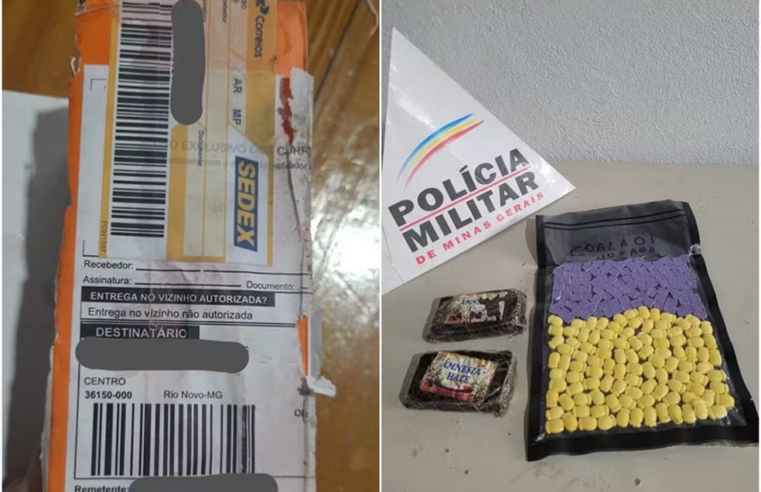 Correios
AR MP
SEDEX
Recebedor:
Assinatura:
Documento:
ENTREGA NO VIZINHO AUTORIZADA?
Entrega no vizinho não autorizada
DESTINATÁRIO
CENTRO
36150-000 Rio Novo-MG
Remetente:
POLÍCIA
MILITAR
DE MINAS GERAIS
AMNESIA
HAZE